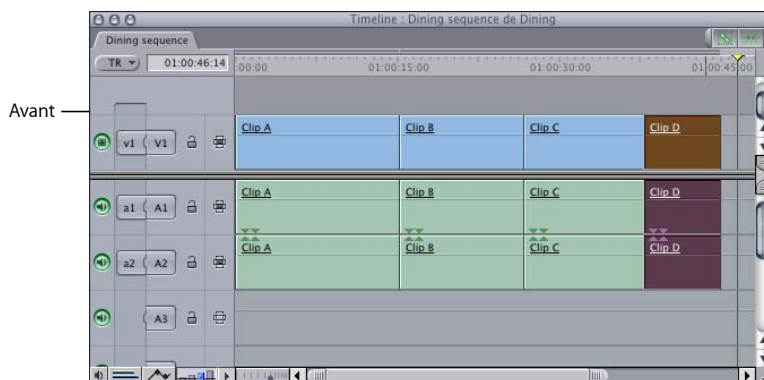 Timeline : Dining sequence de Dining
Dining sequence
TR 01:00:46:14 :00:00 01:00:15:00 01:00:30:00 01:00:45:00
Avant
v1 V1 Clip A Clip B Clip C Clip D
a1 A1 Clip A Clip B Clip C Clip D
a2 A2 Clip A Clip B Clip C Clip D
A3